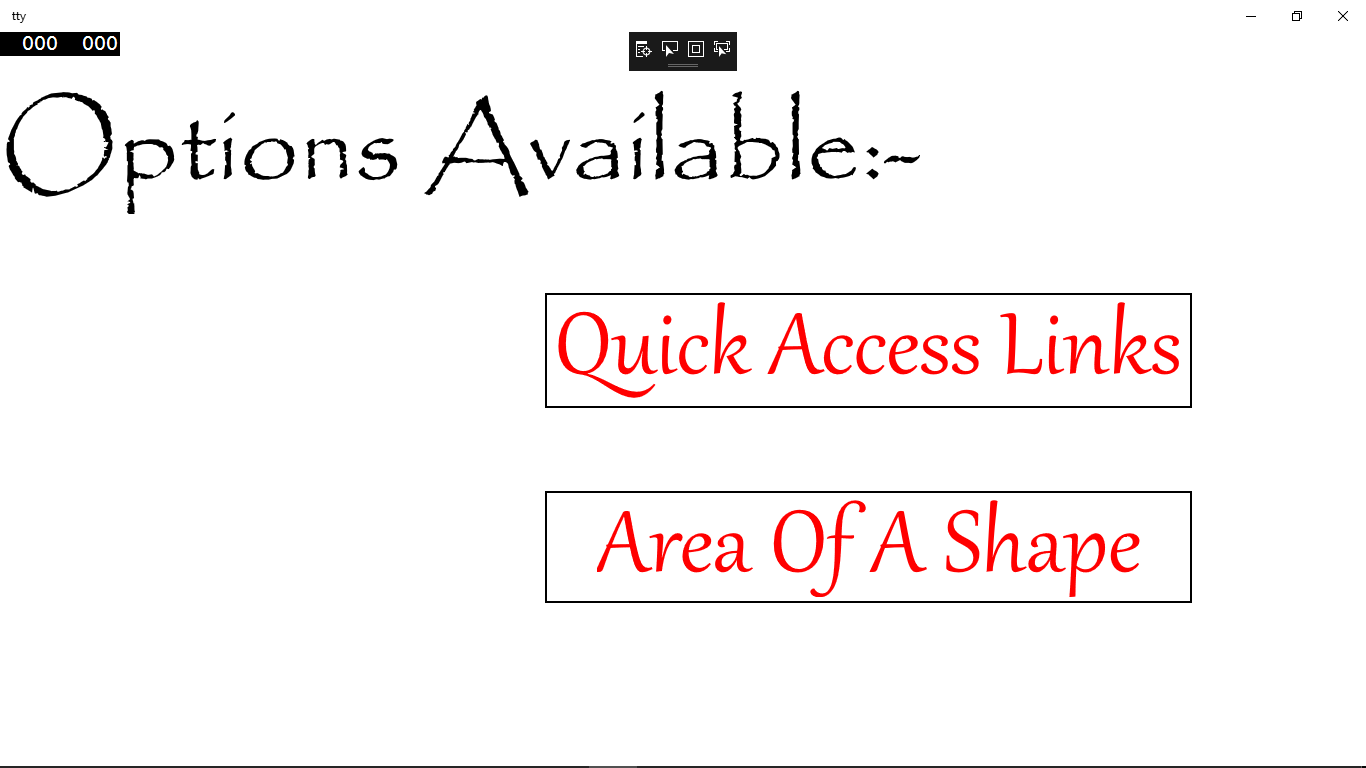 tty
000 000
Options Available:-
Quick Access Links
Area Of A Shape